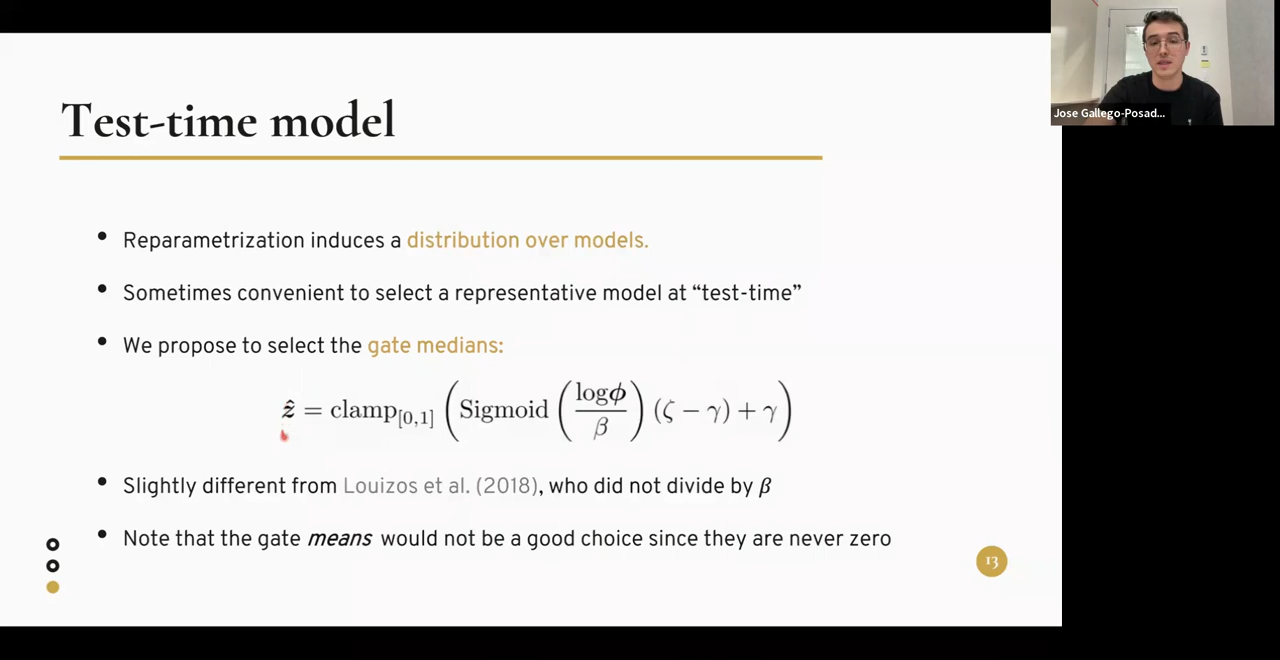 Jose Gallego-Posad...
Test-time model
• Reparametrization induces a distribution over models.
• Sometimes convenient to select a representative model at “test-time”
• We propose to select the gate medians:
ẑ = clamp[0,1] (Sigmoid (logϕ / β) (ζ − γ) + γ)
• Slightly different from Louizos et al. (2018), who did not divide by β
• Note that the gate means would not be a good choice since they are never zero
13